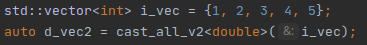 std::vector<int> i_vec = {1, 2, 3, 4, 5};
auto d_vec2 = cast_all_v2<double>( &: i_vec);